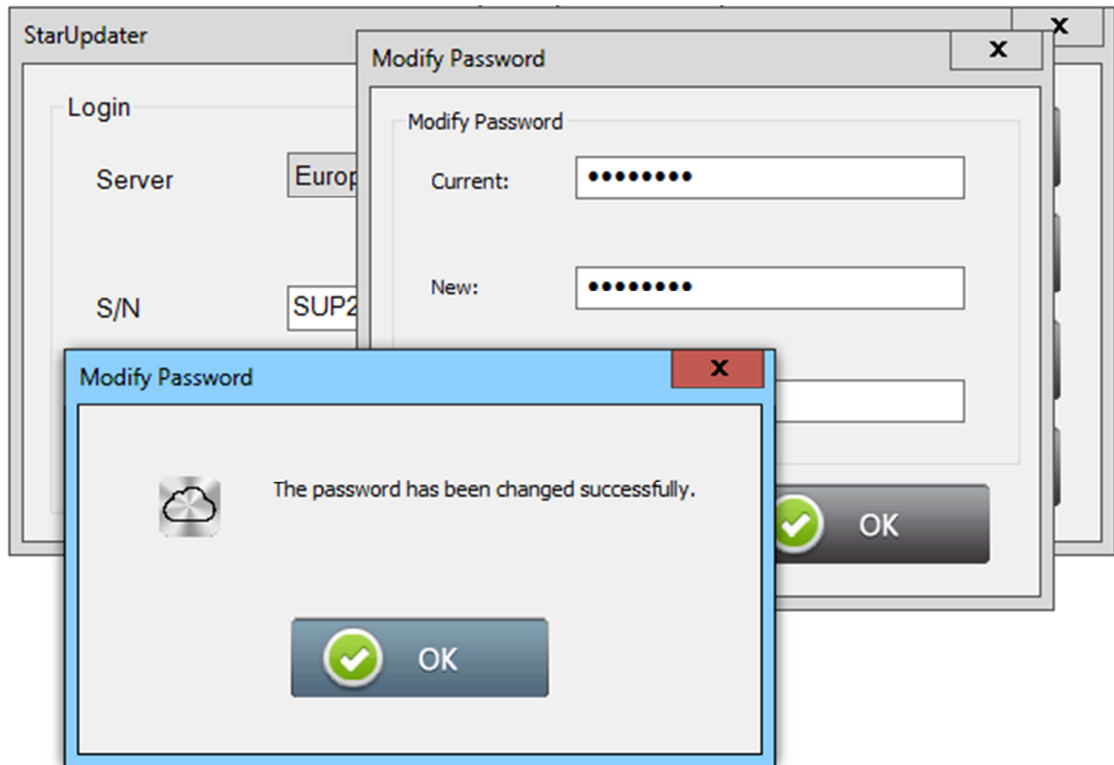 StarUpdater
x
Modify Password
x
Login
Server
Europ
S/N
SUP2
Modify Password
Current:
New:
OK
Modify Password
x
The password has been changed successfully.
OK